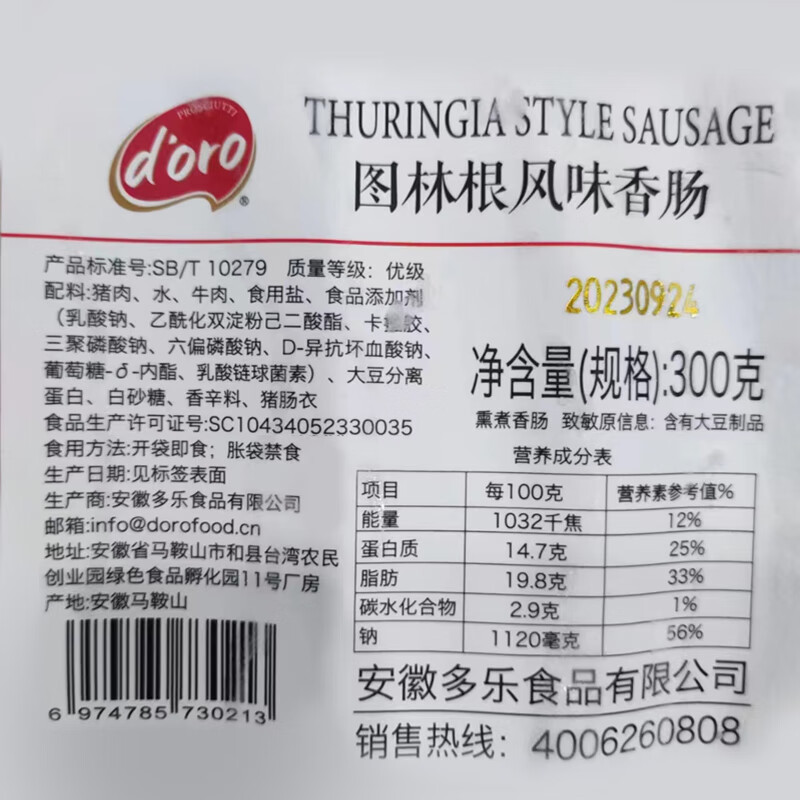 PROSCIUTTI
d'oro
®
THURINGIA STYLE SAUSAGE
图林根风味香肠
产品标准号:SB/T 10279 质量等级: 优级
配料:猪肉、水、牛肉、食用盐、食品添加剂
(乳酸钠、乙酰化双淀粉己二酸酯、卡拉胶、
三聚磷酸钠、六偏磷酸钠、D-异抗坏血酸钠、
葡萄糖-δ-内酯、乳酸链球菌素)、大豆分离
蛋白、白砂糖、香辛料、猪肠衣
食品生产许可证号:SC10434052330035
食用方法:开袋即食; 胀袋禁食
生产日期:见标签表面
生产商:安徽多乐食品有限公司
邮箱:info@dorofood.cn
地址:安徽省马鞍山市和县台湾农民
创业园绿色食品孵化园11号厂房
产地:安徽马鞍山
6 974785 730213
20230924
净含量(规格):300克
熏煮香肠 致敏原信息: 含有大豆制品
营养成分表
项目 每100克 营养素参考值%
能量 1032千焦 12%
蛋白质 14.7克 25%
脂肪 19.8克 33%
碳水化合物 2.9克 1%
钠 1120毫克 56%
安徽多乐食品有限公司
销售热线: 4006260808